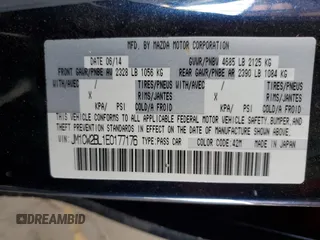 MFD. BY MAZDA MOTOR CORPORATION
DATE 06/14 GVWR/PNBV 4685 LB 2125 KG
FRONT GAWR/PNBE AV 2328 LB 1056 KG REAR GAWR/PNBE AR 2390 LB 1084 KG
WITH/AVEC / X TIRES/PNEUS WITH/AVEC / X TIRES/PNEUS
X RIMS/JANTES X RIMS/JANTES
KPA/ PSI COLD/A FROID KPA/ PSI COLD/A FROID
THIS VEHICLE CONFORMS TO ALL APPLICABLE FEDERAL MOTOR
VEHICLE SAFETY, BUMPER, AND THEFT PREVENTION STANDARDS
IN EFFECT ON THE DATE OF MANUFACTURE SHOWN ABOVE.
VIN: JM1CW2BL1E0177176 TYPE: PASS CAR COLOR CODE: 42M MADE IN JAPAN
DREAMBID